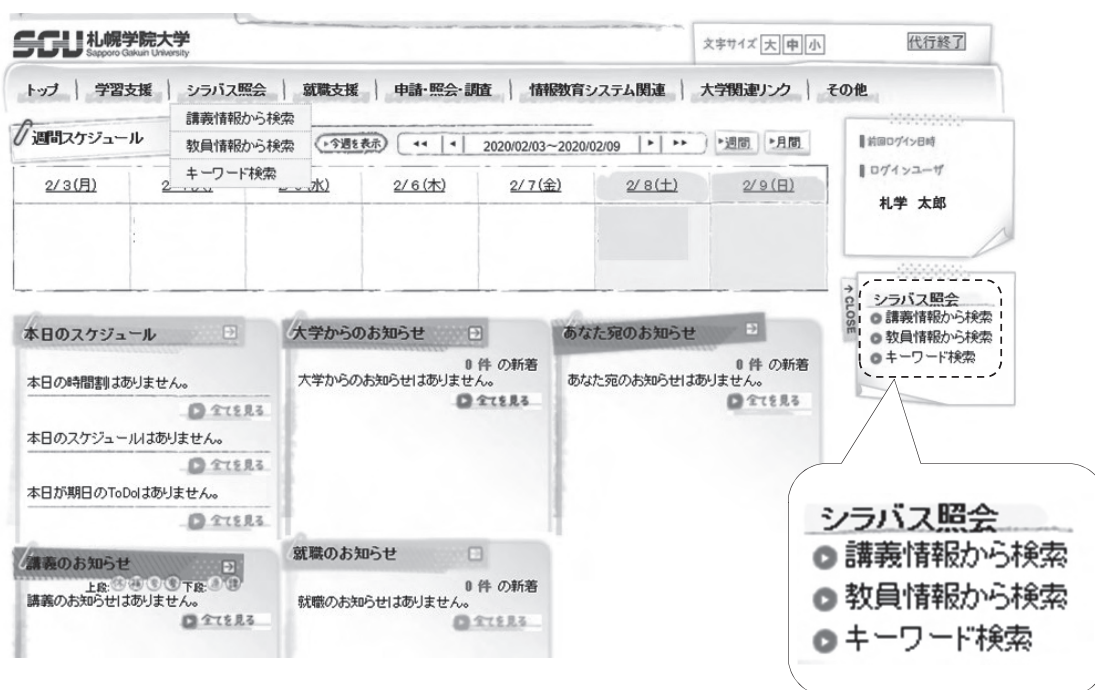 SGU 札幌学院大学
Sapporo Gakuin University
文字サイズ 大 中 小
代行終了
トップ 学習支援 シラバス照会 就職支援 申請・照会・調査 情報教育システム関連 大学関連リンク その他
講義情報から検索
教員情報から検索
キーワード検索
週間スケジュール
今週を表示
2020/02/03～2020/02/09
週間 月間
2/3(月) (水) 2/6(木) 2/7(金) 2/8(土) 2/9(日)
前回ログイン日時
ログインユーザ
札学 太郎
CLOSE
シラバス照会
講義情報から検索
教員情報から検索
キーワード検索
本日のスケジュール
本日の時間割はありません。
全てを見る
本日のスケジュールはありません。
全てを見る
本日が期日のToDoはありません。
全てを見る
大学からのお知らせ
0 件 の新着
大学からのお知らせはありません。
全てを見る
あなた宛のお知らせ
0 件 の新着
あなた宛のお知らせはありません。
全てを見る
講義のお知らせ
上段: 下段:
講義のお知らせはありません。
全てを見る
就職のお知らせ
0 件 の新着
就職のお知らせはありません。
全てを見る
シラバス照会
講義情報から検索
教員情報から検索
キーワード検索